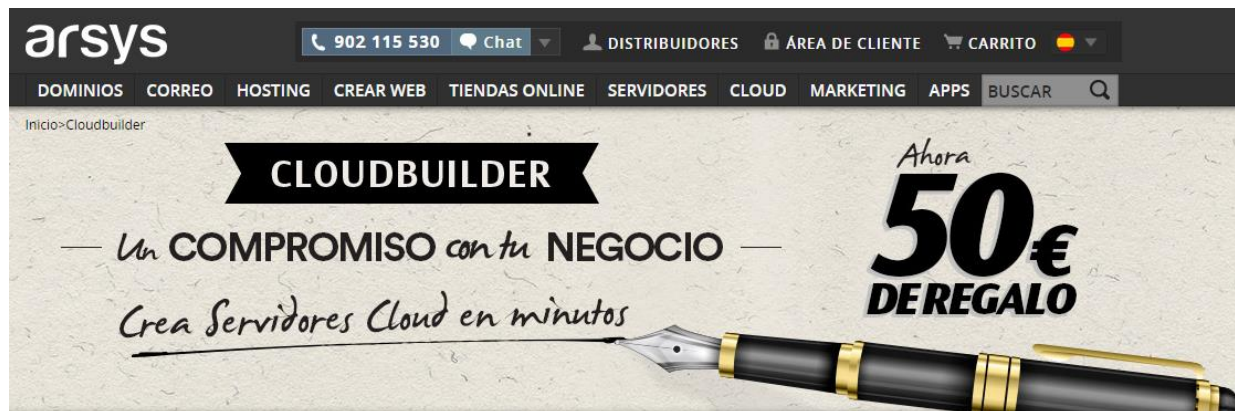 arsys
902 115 530 Chat DISTRIBUIDORES ÁREA DE CLIENTE CARRITO
DOMINIOS CORREO HOSTING CREAR WEB TIENDAS ONLINE SERVIDORES CLOUD MARKETING APPS BUSCAR
Inicio>Cloudbuilder
CLOUDBUILDER
Un COMPROMISO con tu NEGOCIO
Crea Servidores Cloud en minutos
Ahora
50€
DE REGALO